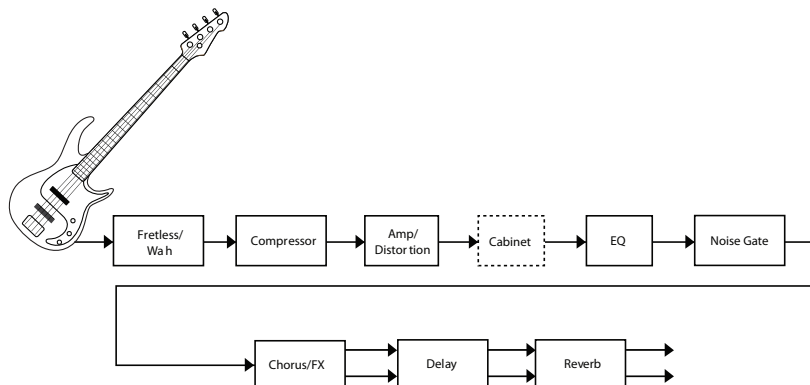 Fretless/
Wah
Compressor
Amp/
Distortion
Cabinet
EQ
Noise Gate
Chorus/FX
Delay
Reverb